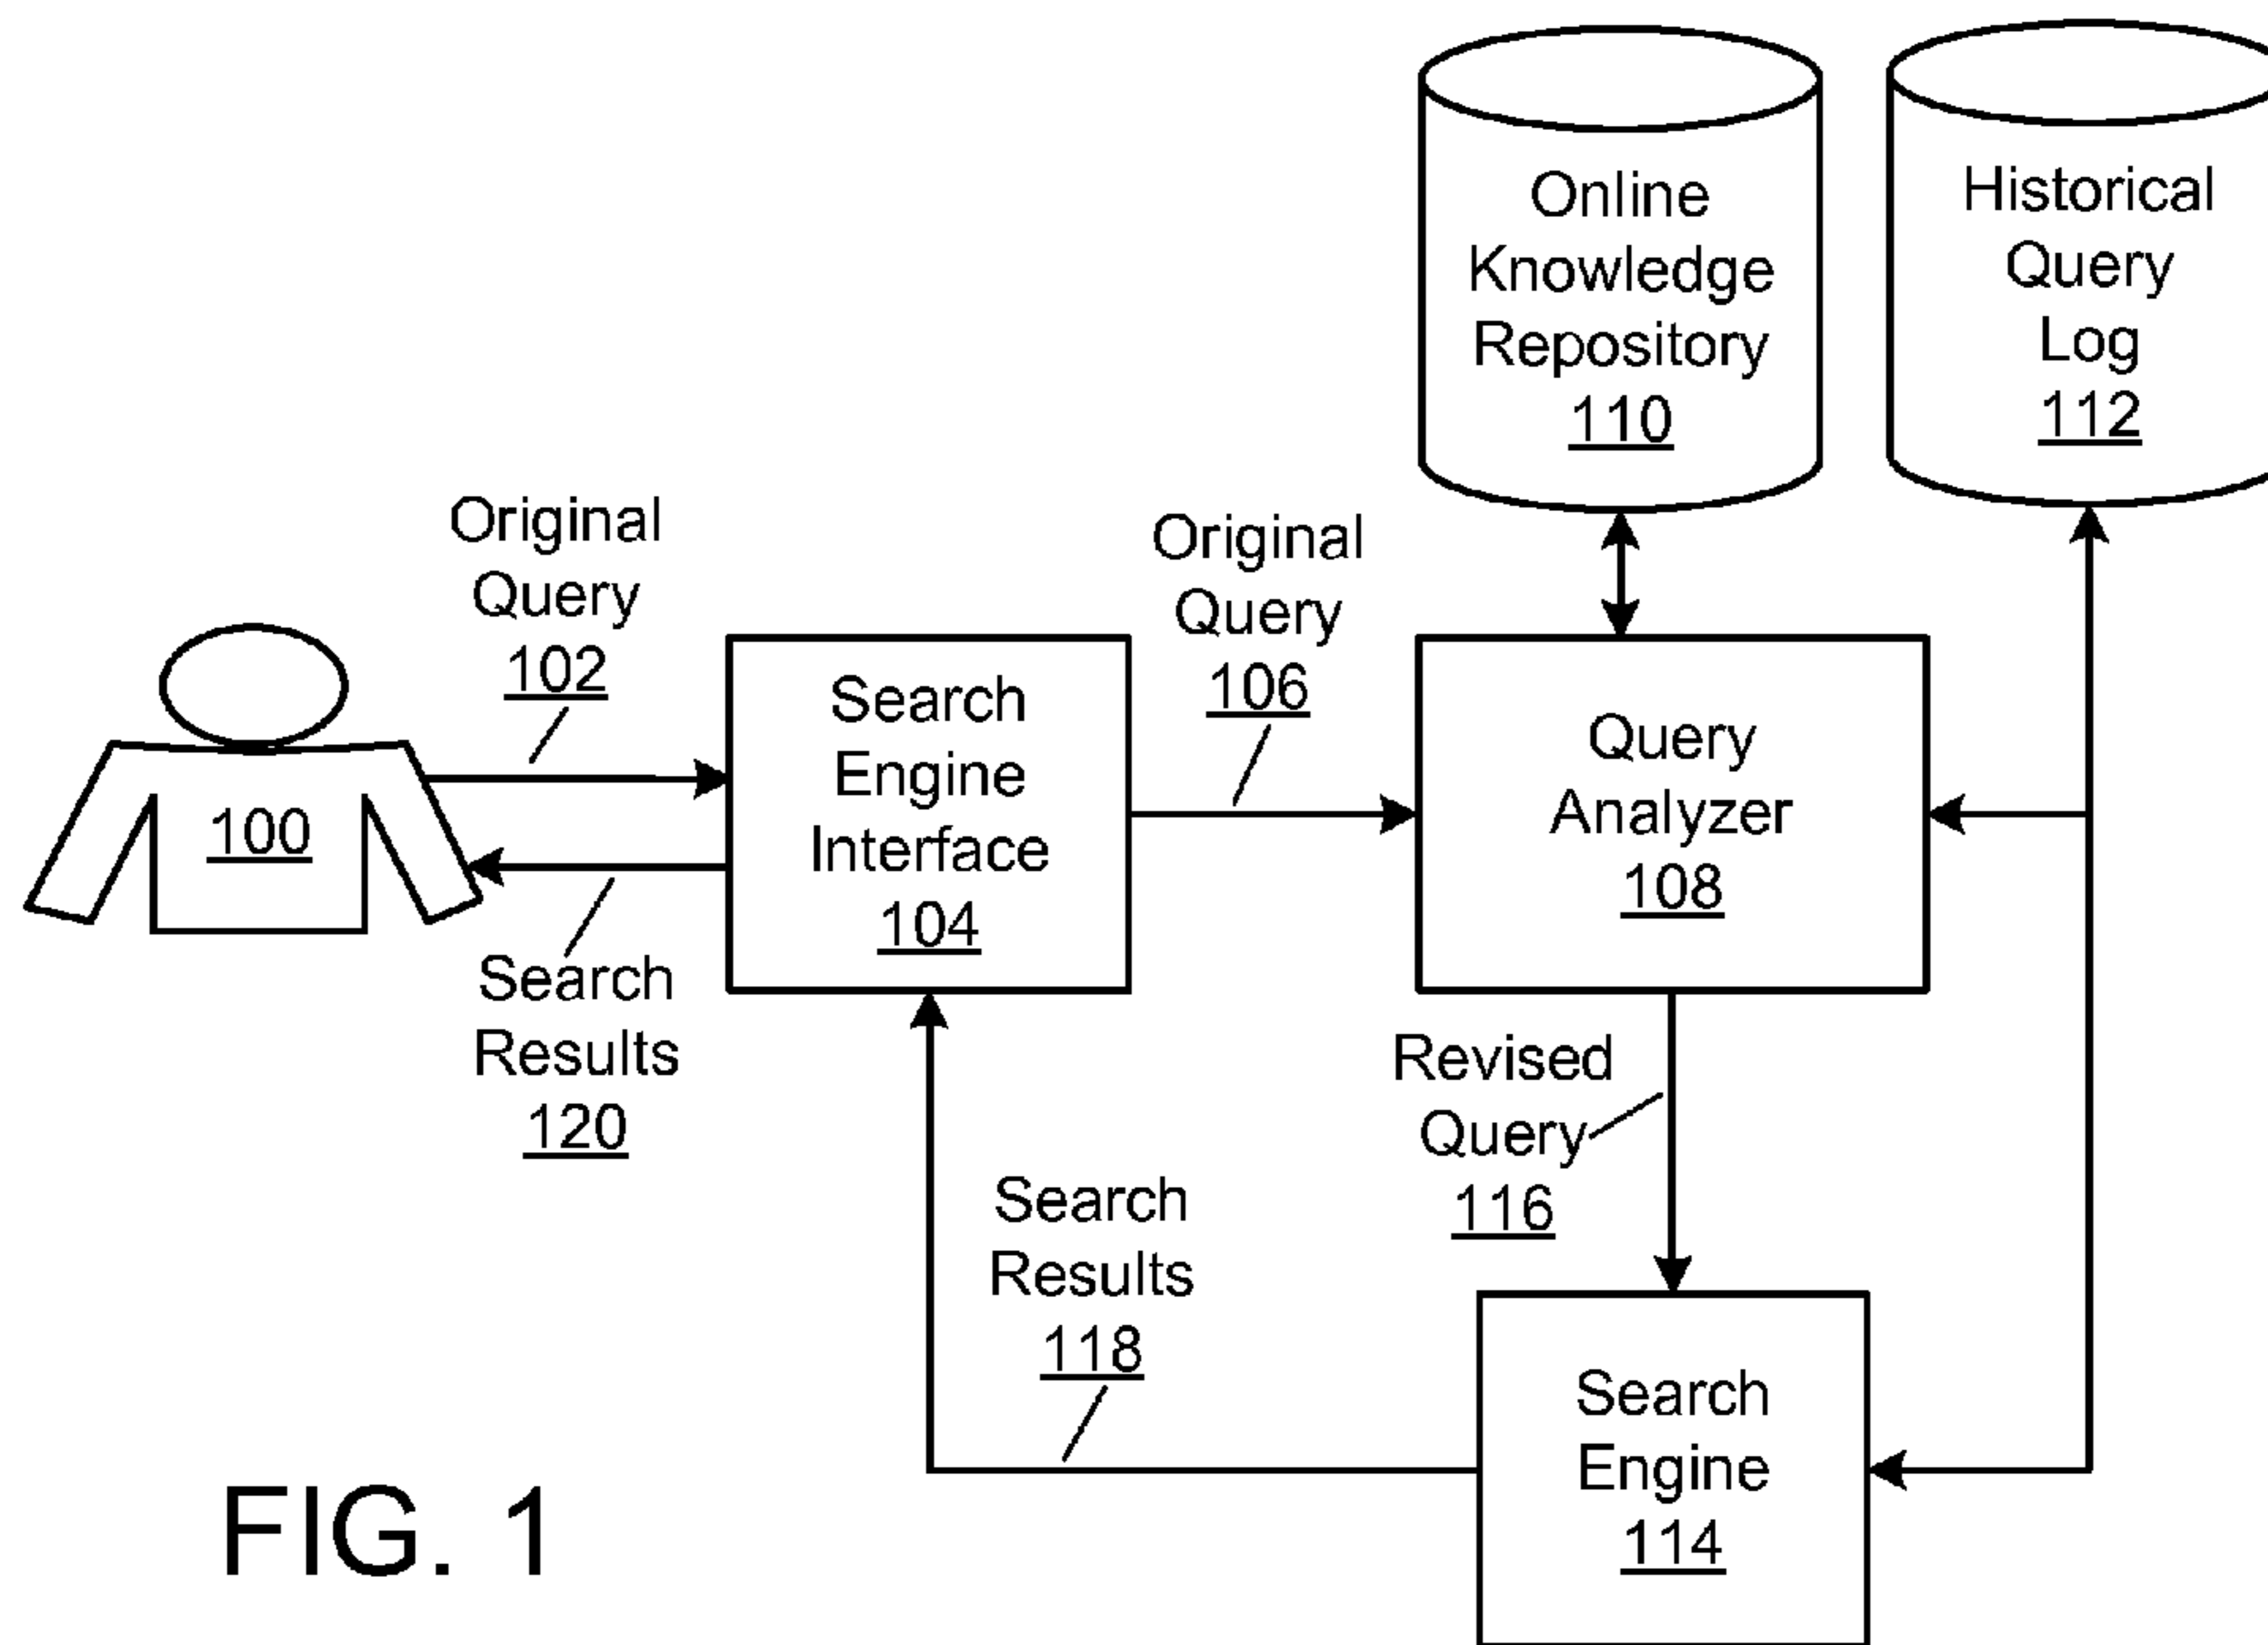 Online
Knowledge
Repository
110
Historical
Query
Log
112
Original
Query
102
Original
Query
106
100
Search
Engine
Interface
104
Query
Analyzer
108
Search
Results
120
Revised
Query
116
Search
Results
118
Search
Engine
114
FIG. 1